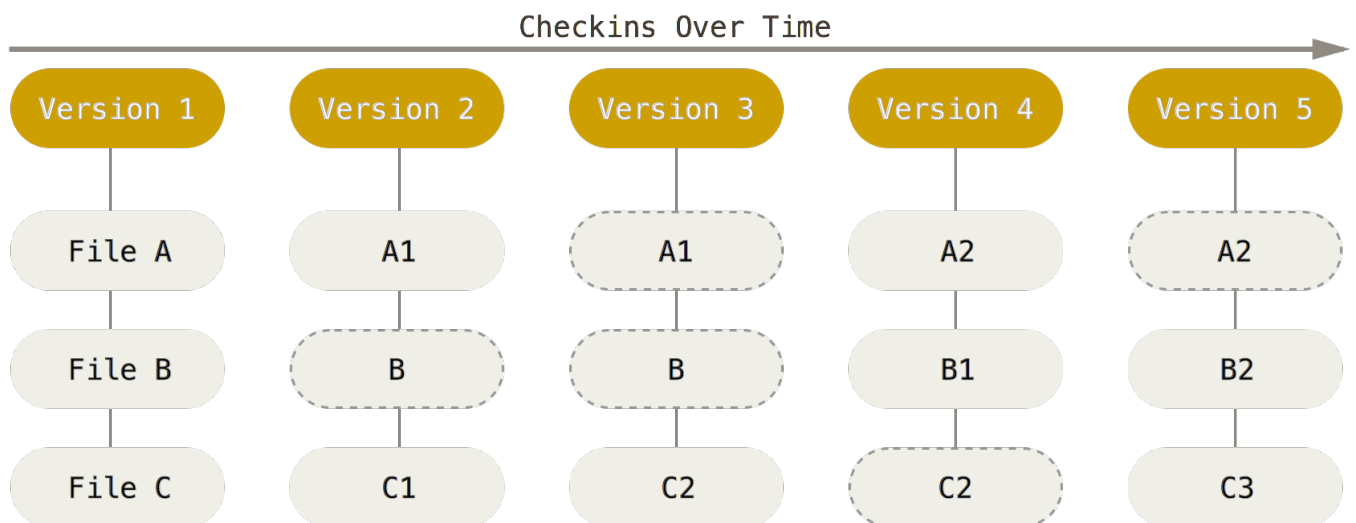 Checkins Over Time
Version 1 Version 2 Version 3 Version 4 Version 5
File A A1 A1 A2 A2
File B B B B1 B2
File C C1 C2 C2 C3